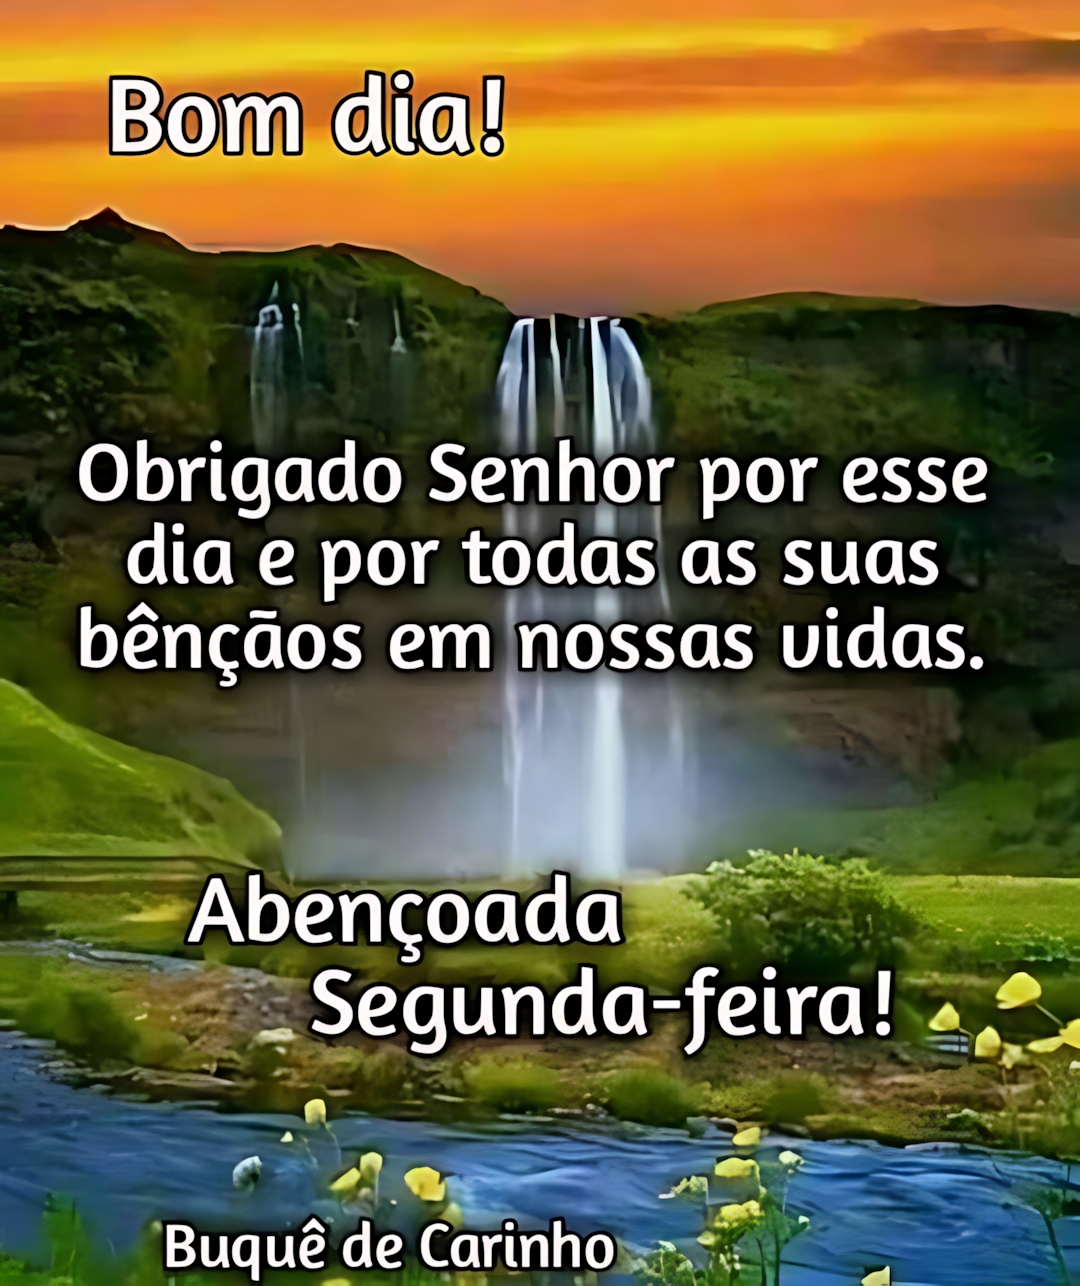 Bom dia!
Obrigado Senhor por esse
dia e por todas as suas
bênçãos em nossas vidas.
Abençoada
Segunda-feira!
Buquê de Carinho